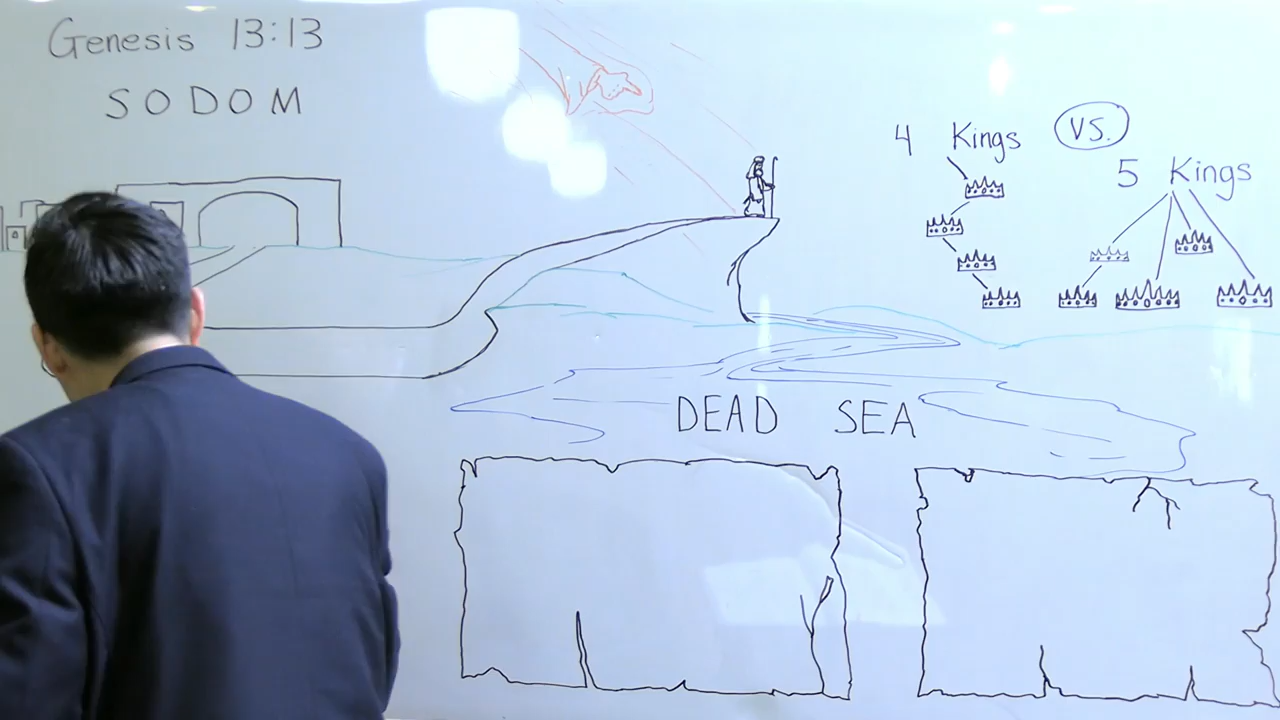 Genesis 13:13
SODOM
4 Kings
VS.
5 Kings
DEAD SEA